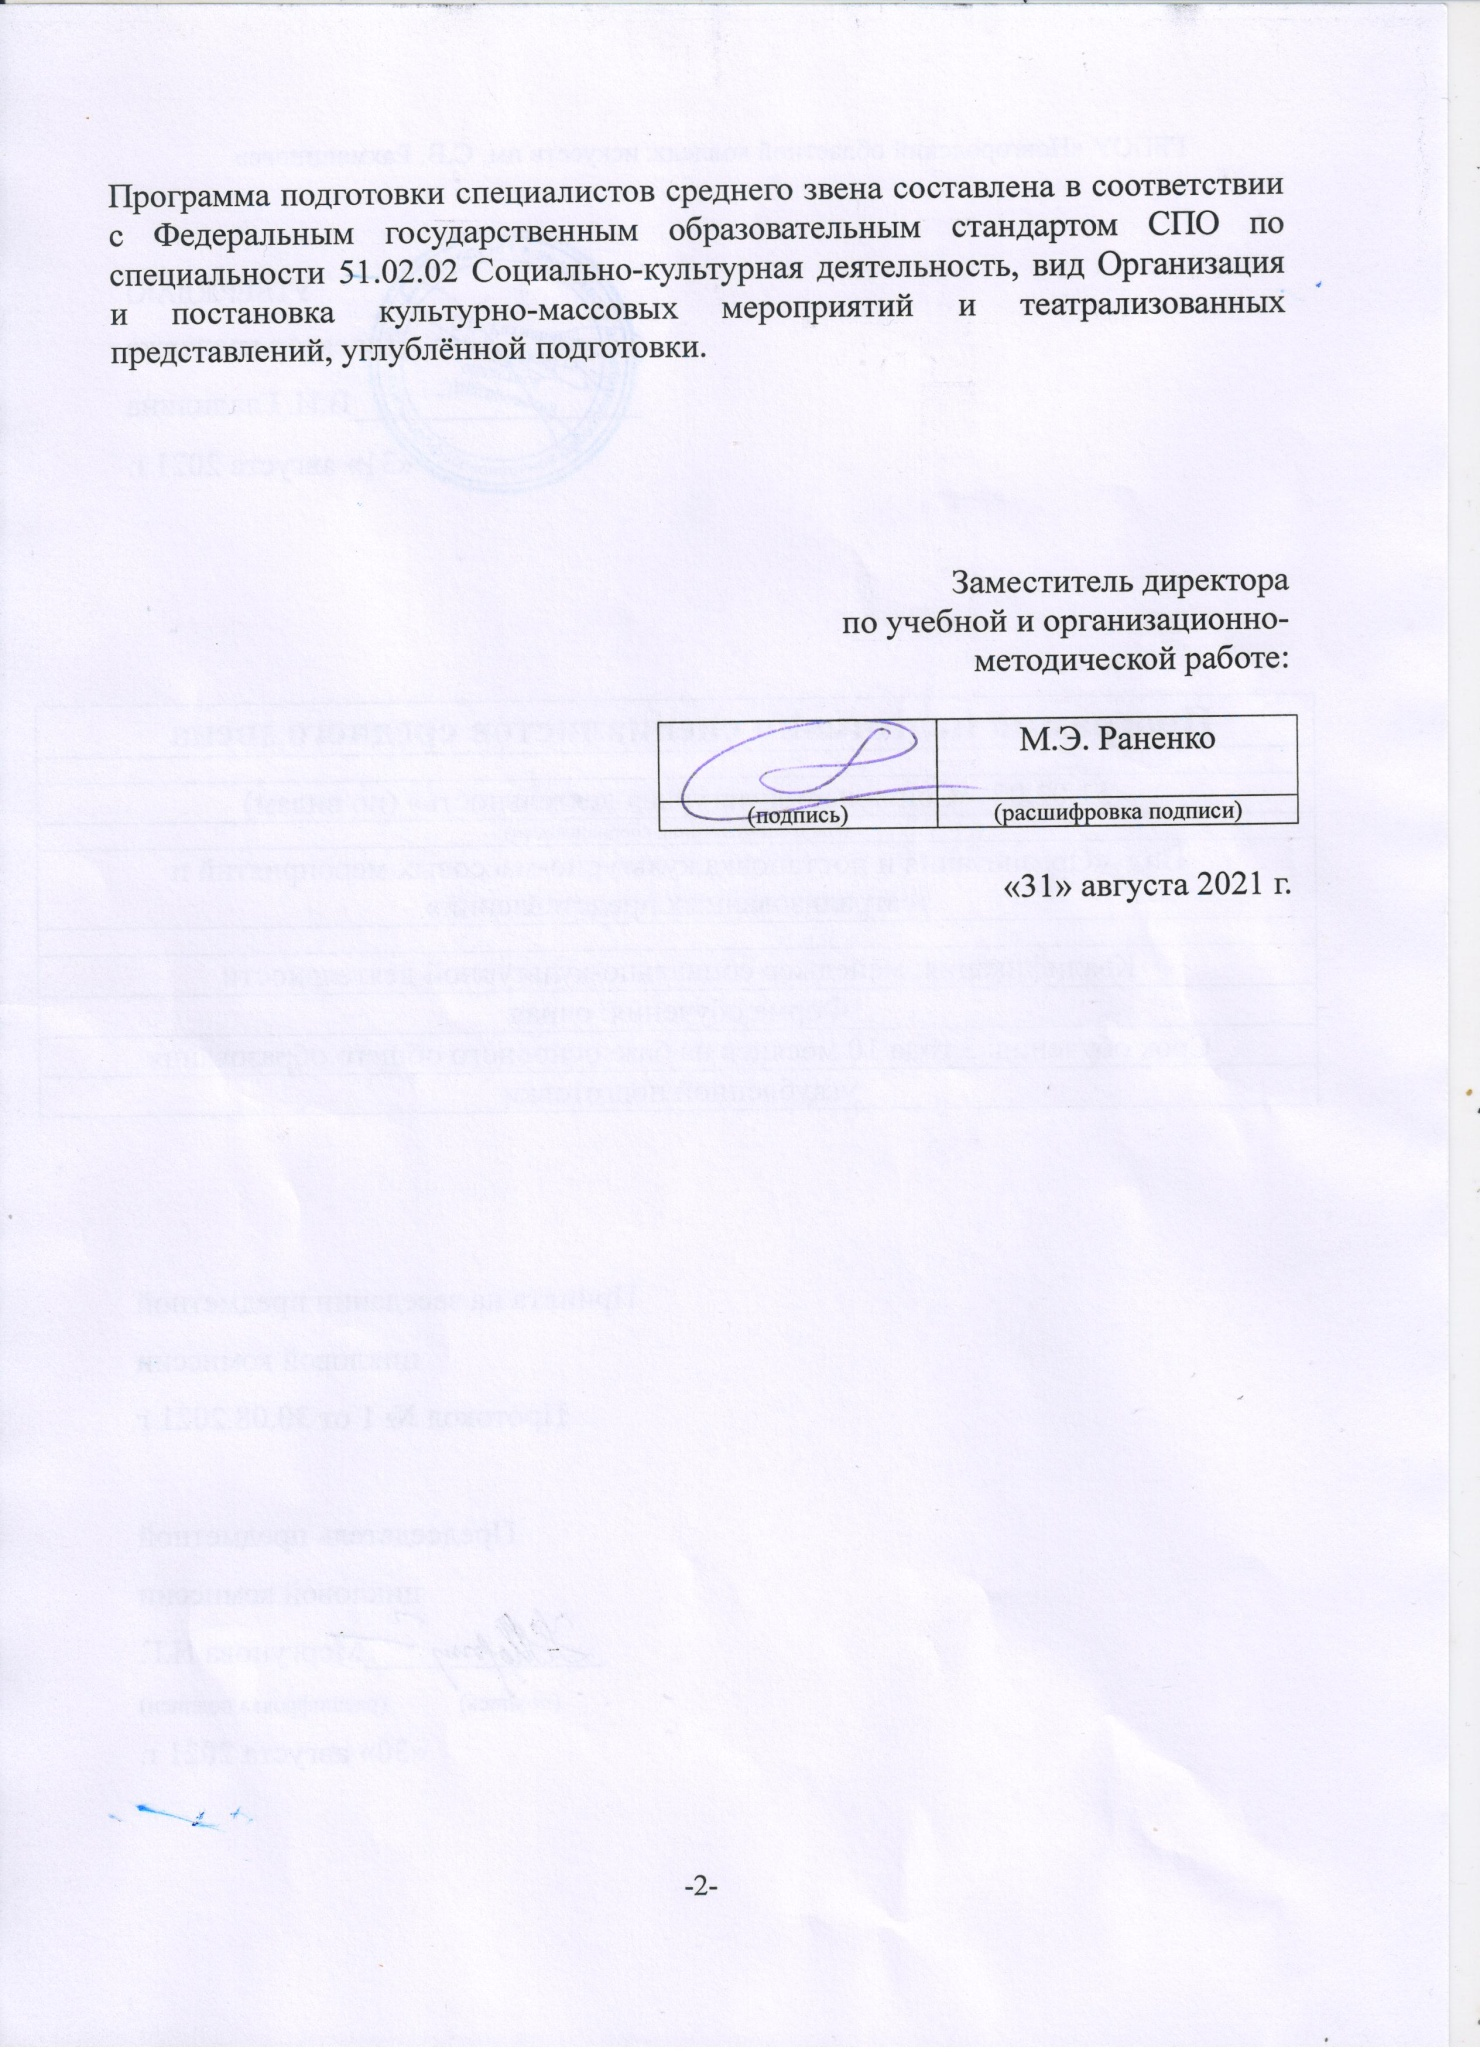 Программа подготовки специалистов среднего звена составлена в соответствии
с Федеральным государственным образовательным стандартом СПО по
специальности 51.02.02 Социально-культурная деятельность, вид Организация
и постановка культурно-массовых мероприятий и театрализованных
представлений, углублённой подготовки.
Заместитель директора
по учебной и организационно-
методической работе:
М.Э. Раненко
(подпись) (расшифровка подписи)
«31» августа 2021 г.
-2-